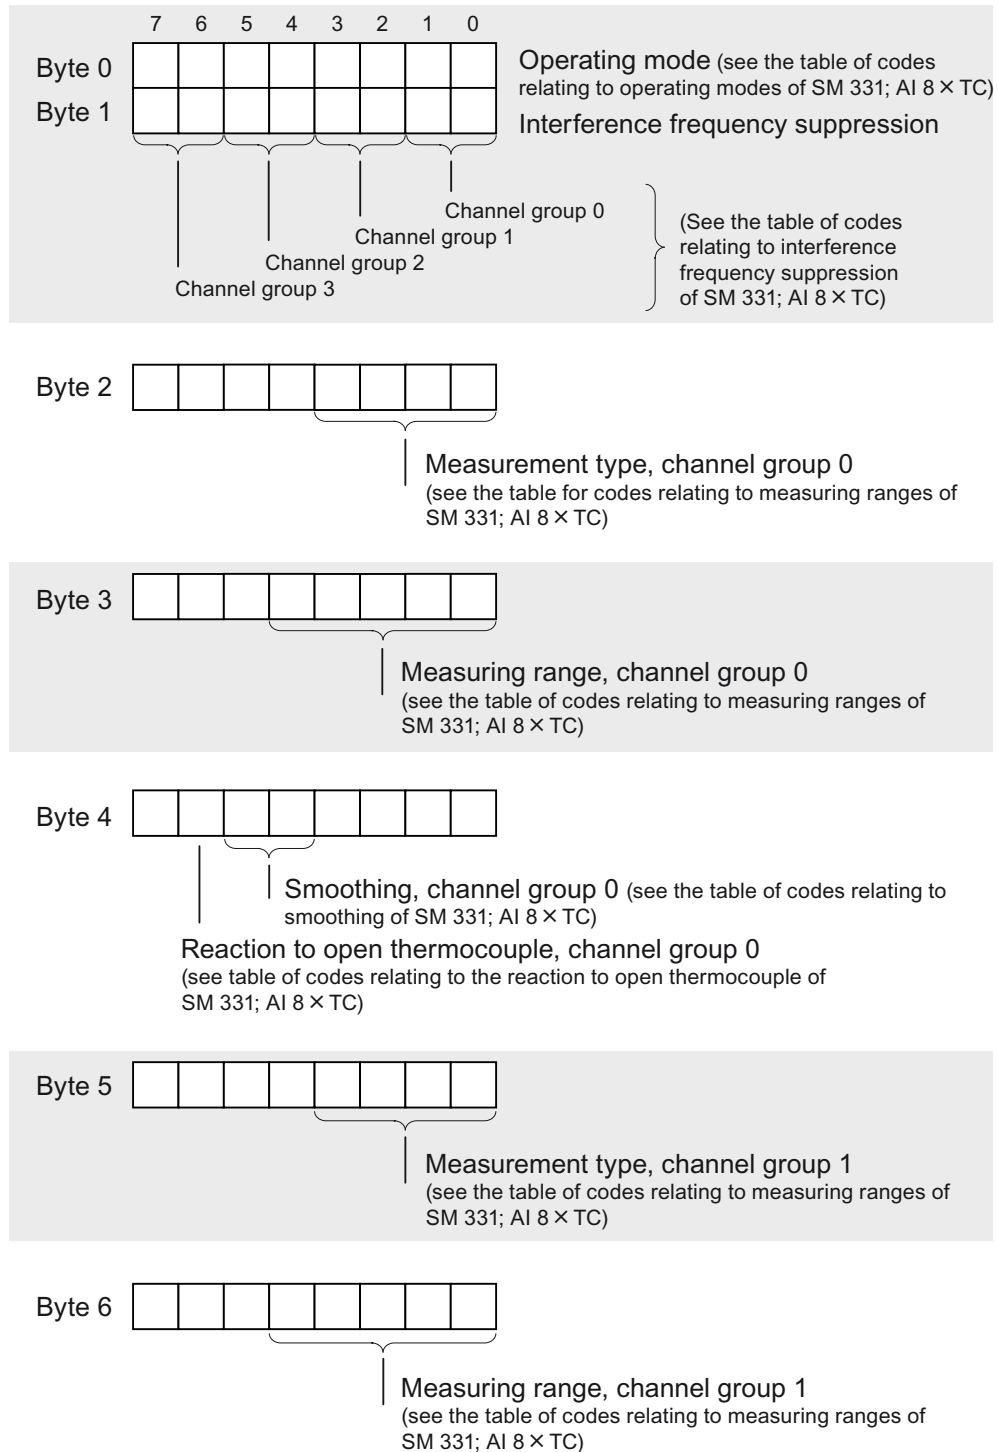 7 6 5 4 3 2 1 0
Byte 0
Operating mode (see the table of codes
relating to operating modes of SM 331; AI 8 × TC)
Byte 1
Interference frequency suppression
Channel group 0
Channel group 1
Channel group 2
Channel group 3
(See the table of codes
relating to interference
frequency suppression
of SM 331; AI 8 × TC)
Byte 2
Measurement type, channel group 0
(see the table for codes relating to measuring ranges of
SM 331; AI 8 × TC)
Byte 3
Measuring range, channel group 0
(see the table of codes relating to measuring ranges of
SM 331; AI 8 × TC)
Byte 4
Smoothing, channel group 0 (see the table of codes relating to
smoothing of SM 331; AI 8 × TC)
Reaction to open thermocouple, channel group 0
(see table of codes relating to the reaction to open thermocouple of
SM 331; AI 8 × TC)
Byte 5
Measurement type, channel group 1
(see the table of codes relating to measuring ranges of
SM 331; AI 8 × TC)
Byte 6
Measuring range, channel group 1
(see the table of codes relating to measuring ranges of
SM 331; AI 8 × TC)